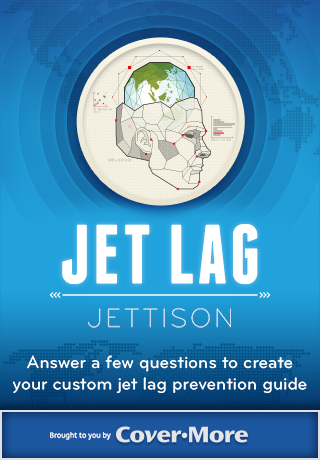 JET LAG
JETTISON
Answer a few questions to create
your custom jet lag prevention guide
Brought to you by Cover•More